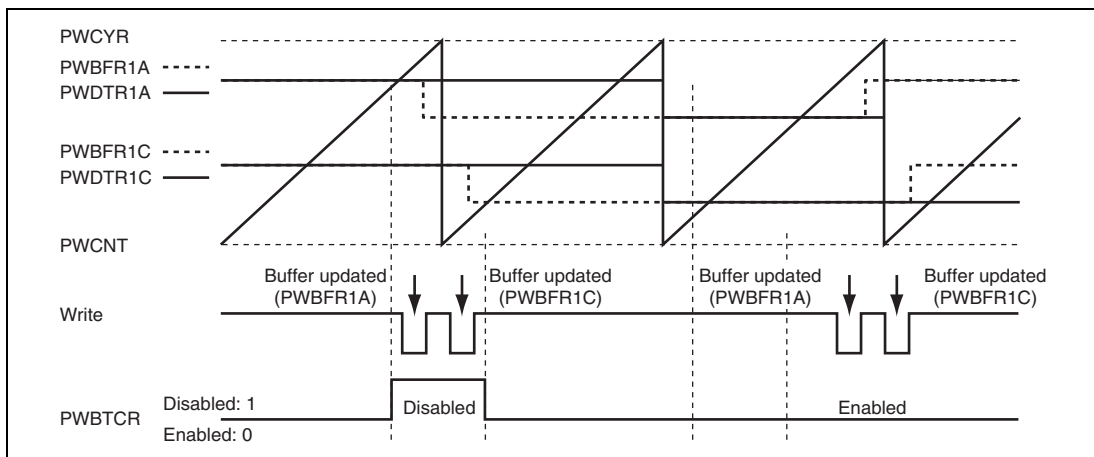 PWCYR
PWBFR1A
PWDTR1A
PWBFR1C
PWDTR1C
PWCNT
Buffer updated
(PWBFR1A)
Buffer updated
(PWBFR1C)
Buffer updated
(PWBFR1A)
Buffer updated
(PWBFR1C)
Write
PWBTCR
Disabled: 1
Enabled: 0
Disabled
Enabled